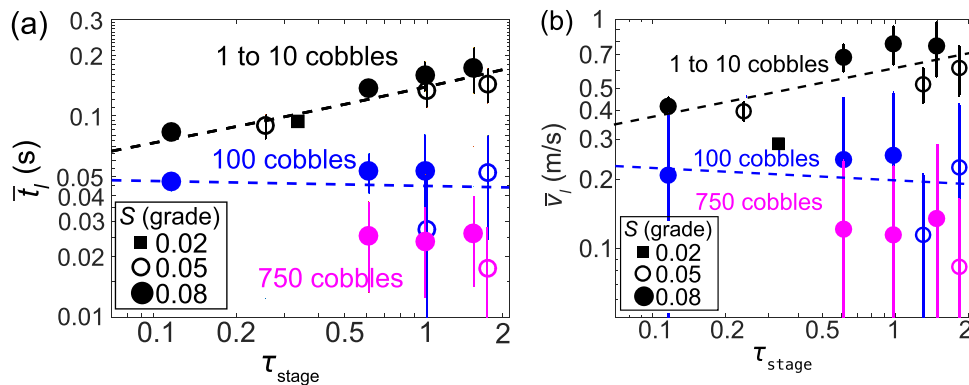 (a)
0.3
0.2
0.1
0.05
0.04
0.03
0.02
0.01
t̅l (s)
1 to 10 cobbles
100 cobbles
750 cobbles
S (grade)
0.02
0.05
0.08
0.1 0.2 0.5 1 2
τstage
(b)
1
0.7
0.5
0.4
0.3
0.2
0.1
v̅l (m/s)
1 to 10 cobbles
100 cobbles
750 cobbles
S (grade)
0.02
0.05
0.08
0.1 0.2 0.5 1 2
τstage